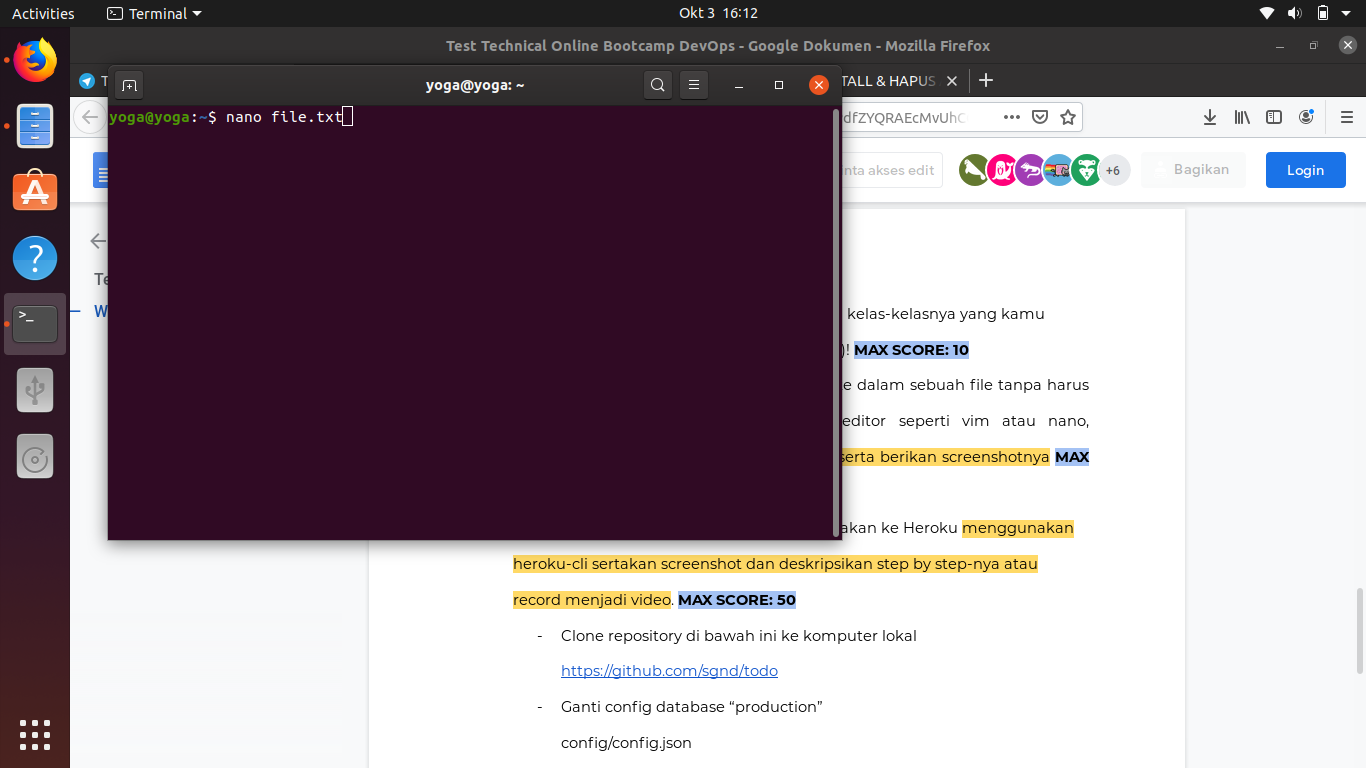 Activities
Terminal
Okt 3 16:12
Test Technical Online Bootcamp DevOps - Google Dokumen - Mozilla Firefox
TALL & HAPUS
yoga@yoga: ~
yoga@yoga:~$ nano file.txt
dfZYQRAEcMvUhC
inta akses edit
+6
Bagikan
Login
kelas-kelasnya yang kamu
)! MAX SCORE: 10
e dalam sebuah file tanpa harus
editor seperti vim atau nano,
serta berikan screenshotnya MAX
akan ke Heroku menggunakan
heroku-cli sertakan screenshot dan deskripsikan step by step-nya atau
record menjadi video. MAX SCORE: 50
- Clone repository di bawah ini ke komputer lokal
https://github.com/sgnd/todo
- Ganti config database “production”
config/config.json